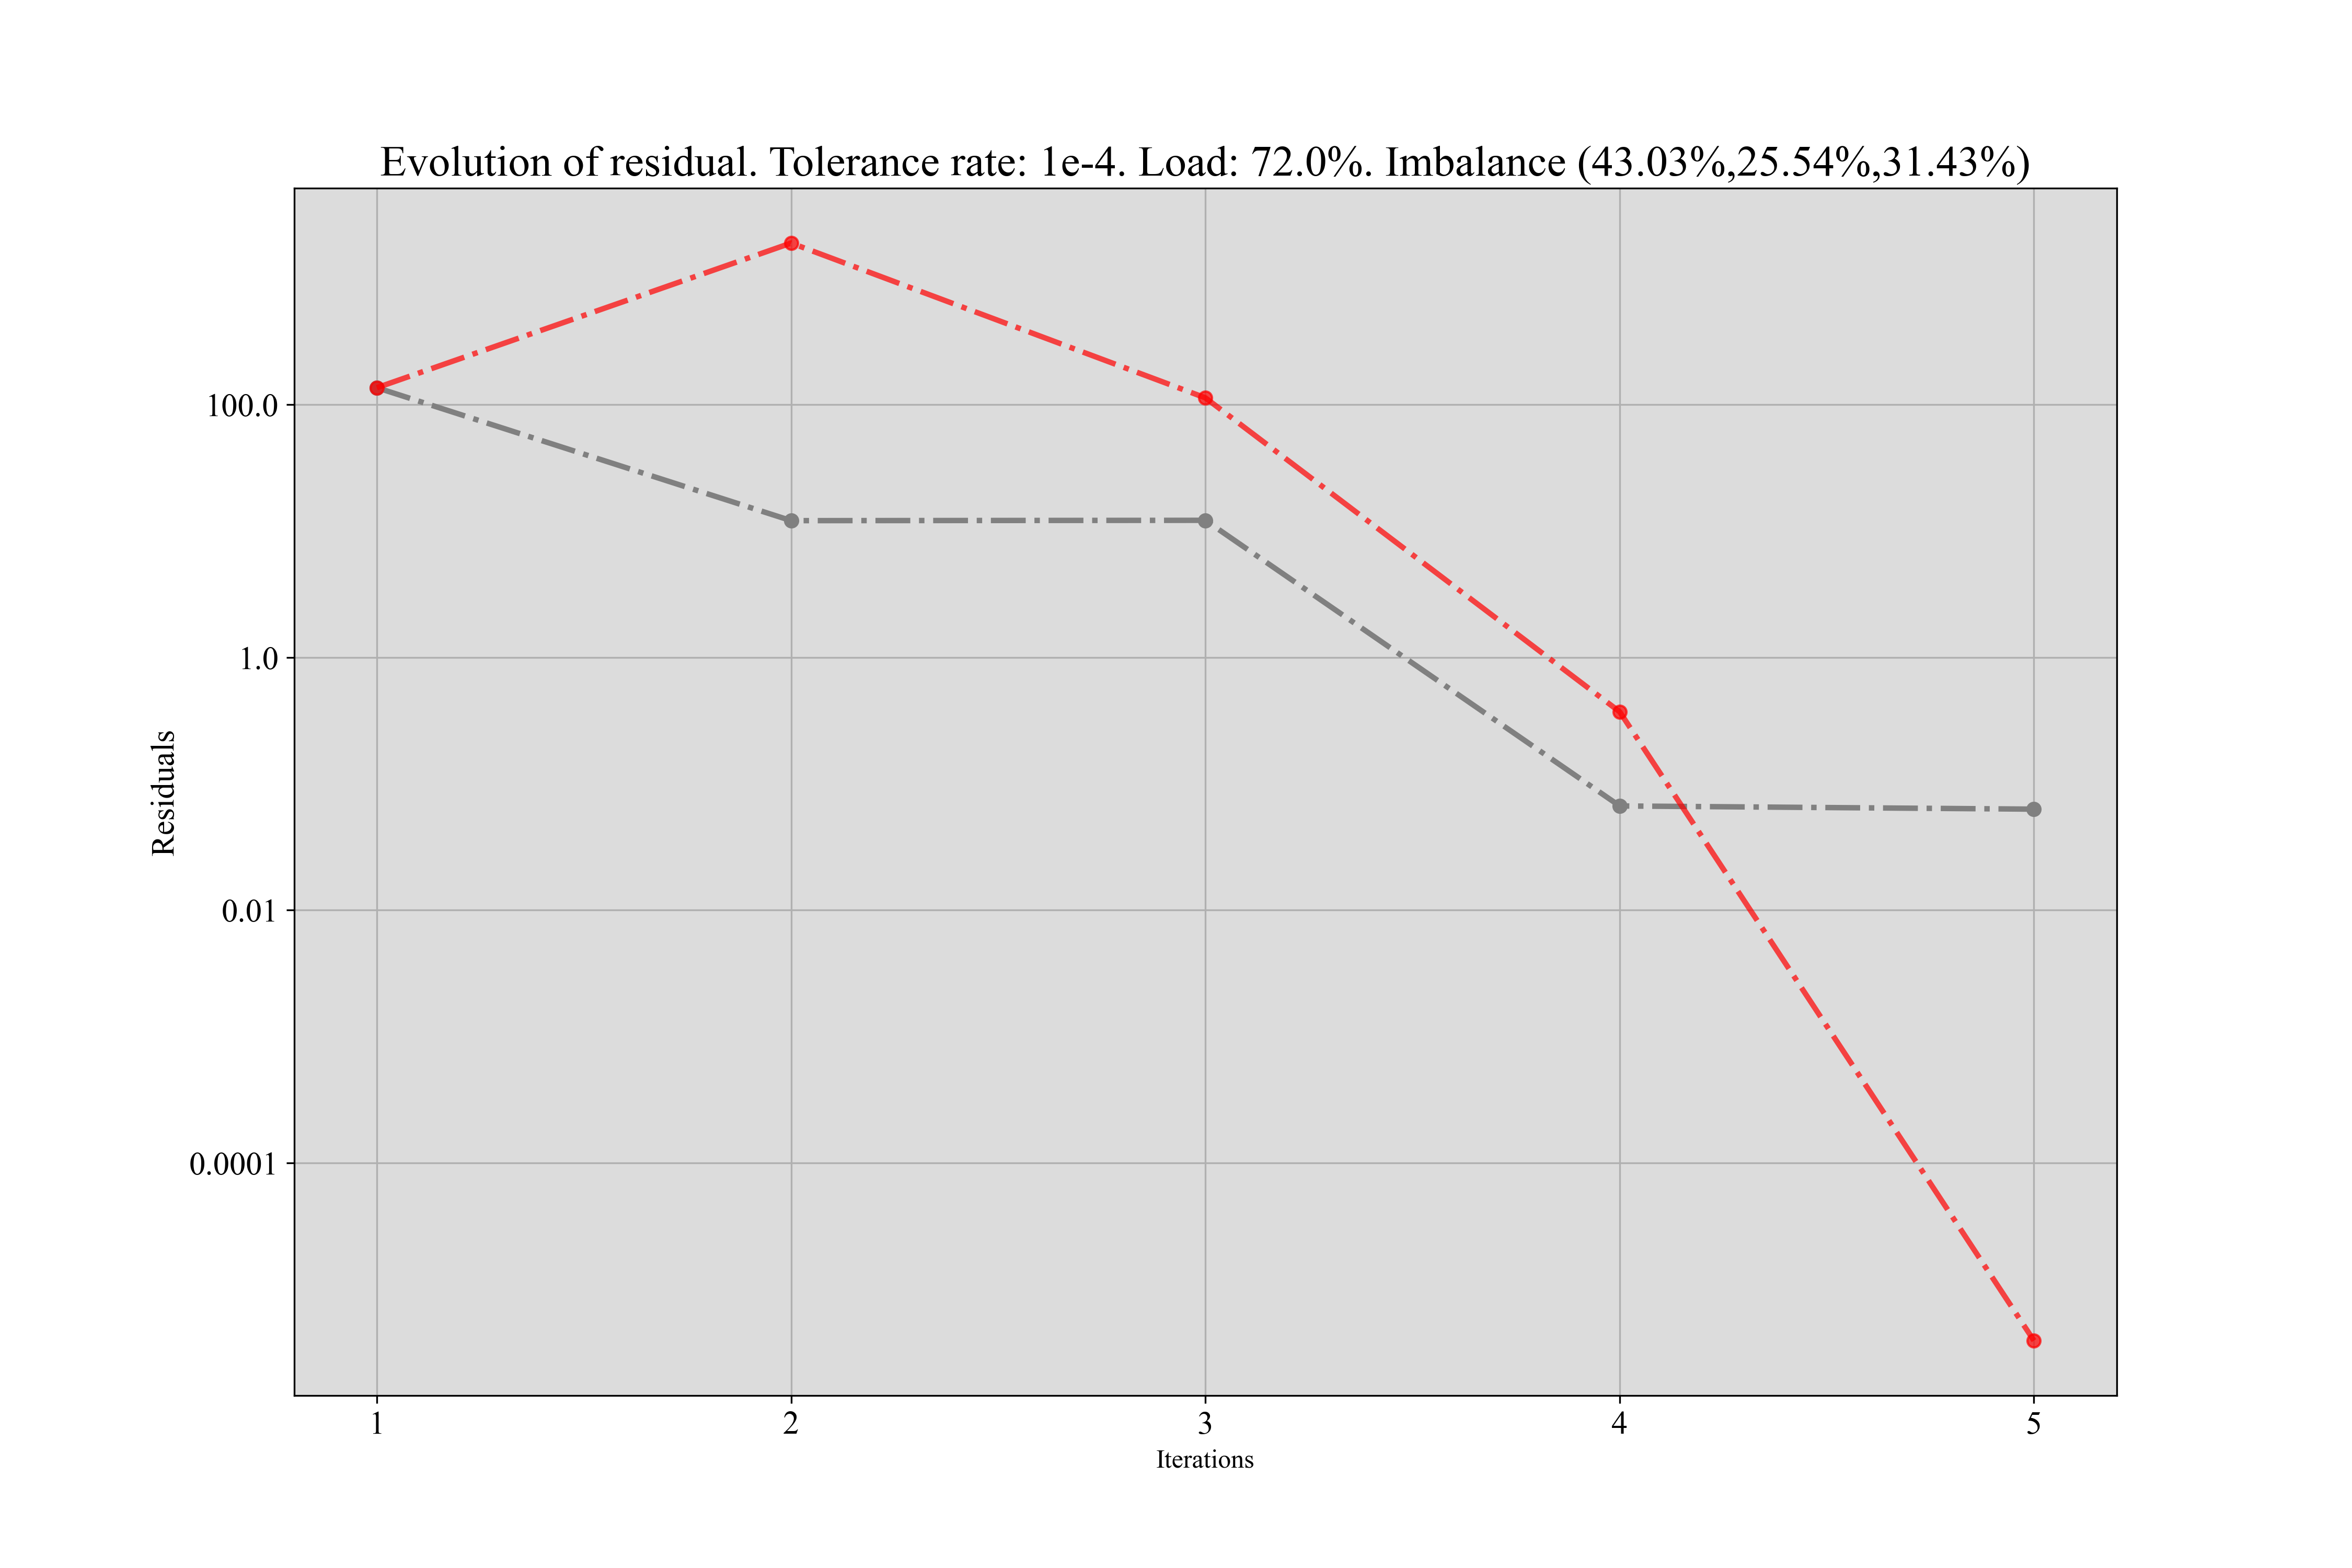 Evolution of residual. Tolerance rate: 1e-4. Load: 72.0%. Imbalance (43.03%,25.54%,31.43%)
100.0
1.0
0.01
0.0001
Residuals
1 2 3 4 5
Iterations